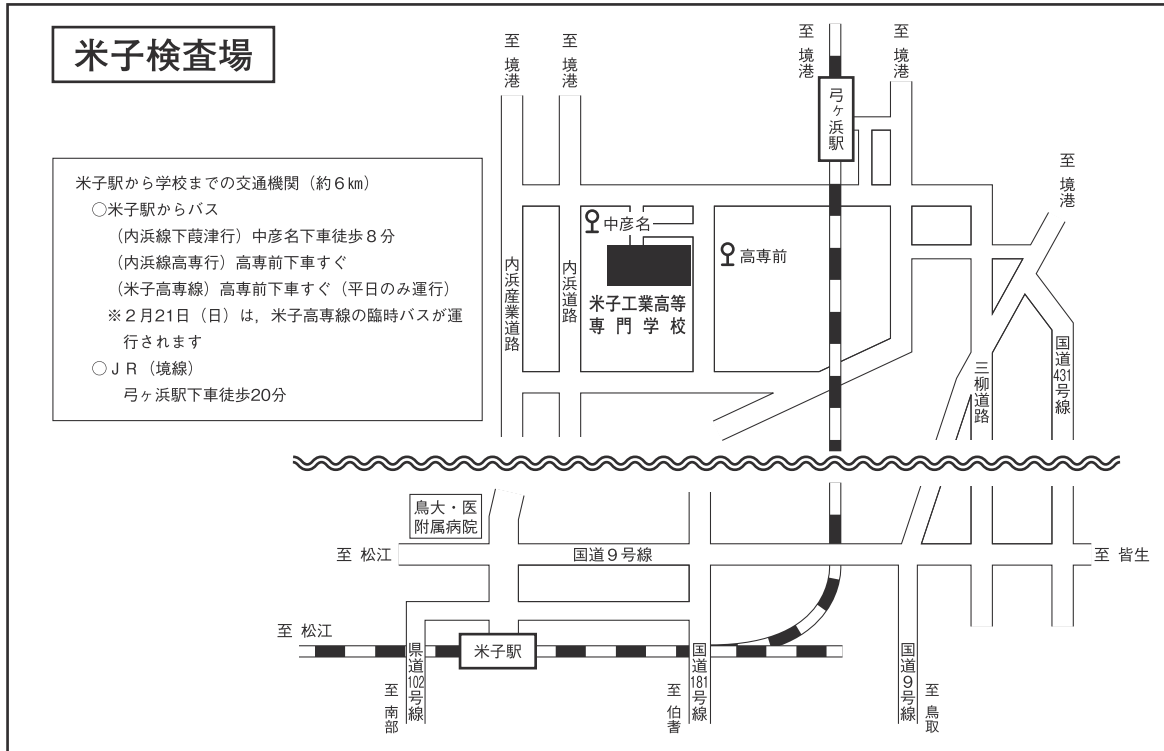 米子検査場
米子駅から学校までの交通機関（約６km）
○米子駅からバス
（内浜線下葭津行）中彦名下車徒歩８分
（内浜線高専行）高専前下車すぐ
（米子高専線）高専前下車すぐ（平日のみ運行）
※２月21日（日）は，米子高専線の臨時バスが運
行されます
○ＪＲ（境線）
弓ヶ浜駅下車徒歩20分
至 境港
至 境港
至 境港
至 境港
弓ヶ浜駅
至 境港
中彦名
高専前
米子工業高等
専門学校
内浜産業道路
内浜道路
三柳道路
国道431号線
鳥大・医
附属病院
至 松江
国道９号線
至 皆生
至 松江
米子駅
県道102号線
国道181号線
国道９号線
至 南部
至 伯耆
至 鳥取